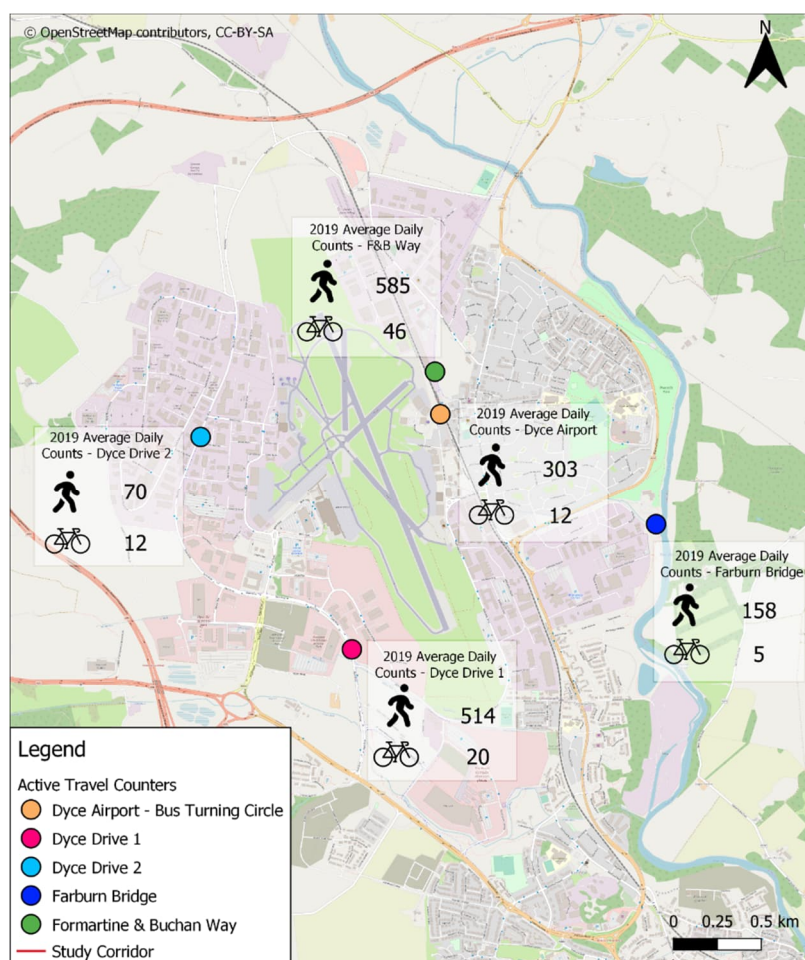 © OpenStreetMap contributors, CC-BY-SA
N
2019 Average Daily
Counts - F&B Way
585
46
2019 Average Daily
Counts - Dyce Airport
303
12
2019 Average Daily
Counts - Dyce Drive 2
70
12
2019 Average Daily
Counts - Farburn Bridge
158
5
2019 Average Daily
Counts - Dyce Drive 1
514
20
Legend
Active Travel Counters
Dyce Airport - Bus Turning Circle
Dyce Drive 1
Dyce Drive 2
Farburn Bridge
Formartine & Buchan Way
Study Corridor
0 0.25 0.5 km